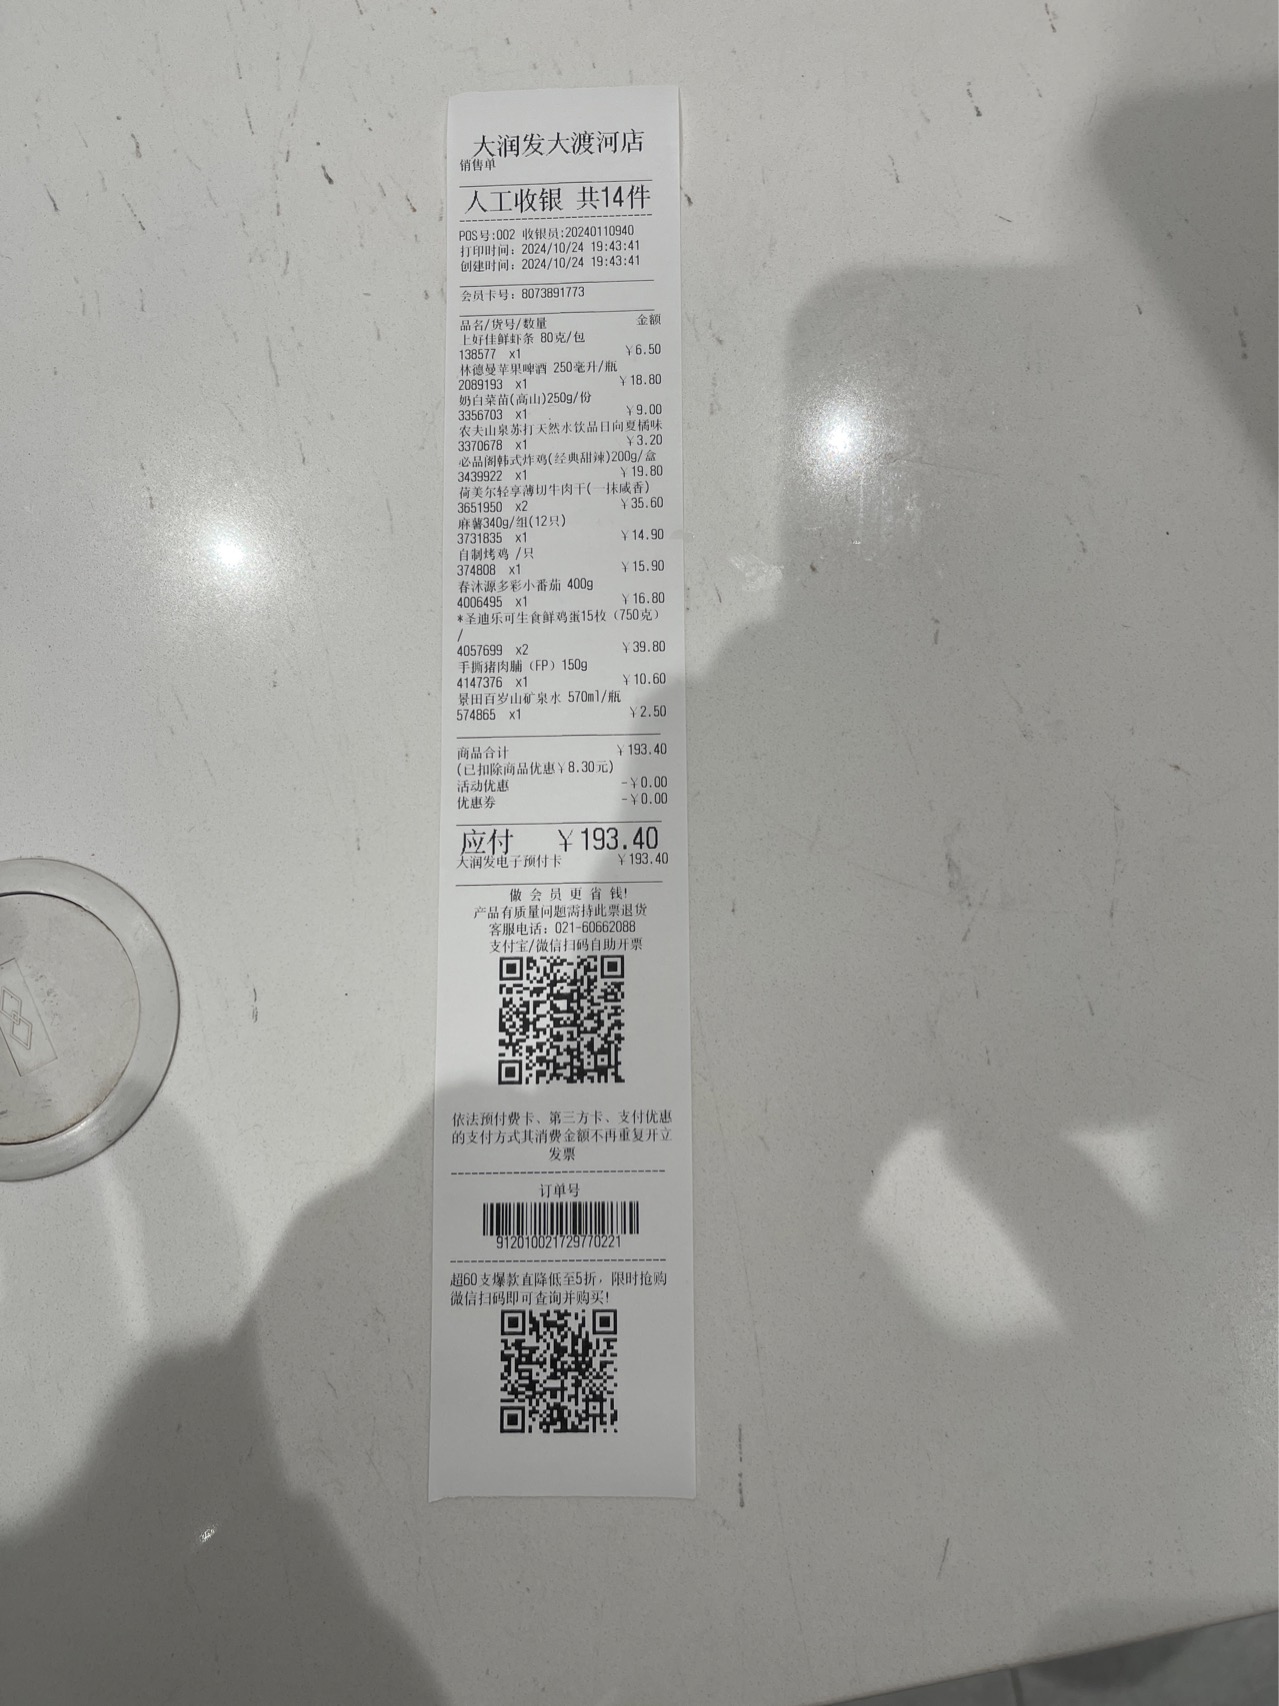 大润发大渡河店
销售单
人工收银 共14件
POS号:002 收银员:20240110940
打印时间: 2024/10/24 19:43:41
创建时间: 2024/10/24 19:43:41
会员卡号: 8073891773
品名/货号/数量 金额
上好佳鲜虾条 80克/包
138577 x1 ￥6.50
林德曼苹果啤酒 250毫升/瓶
2089193 x1 ￥18.80
奶白菜苗(高山)250g/份
3356703 x1 ￥9.00
农夫山泉苏打天然水饮品日向夏橘味
3370678 x1 ￥3.20
必品阁韩式炸鸡(经典甜辣)200g/盒
3439922 x1 ￥19.80
荷美尔轻享薄切牛肉干(一抹咸香)
3651950 x2 ￥35.60
麻薯340g/组(12只)
3731835 x1 ￥14.90
自制烤鸡 /只
374808 x1 ￥15.90
春沐源多彩小番茄 400g
4006495 x1 ￥16.80
*圣迪乐可生食鲜鸡蛋15枚（750克）
/
4057699 x2 ￥39.80
手撕猪肉脯（FP）150g
4147376 x1 ￥10.60
景田百岁山矿泉水 570ml/瓶
574865 x1 ￥2.50
商品合计 ￥193.40
(已扣除商品优惠￥8.30元)
活动优惠 -￥0.00
优惠券 -￥0.00
应付 ￥193.40
大润发电子预付卡 ￥193.40
做 会 员 更 省 钱!
产品有质量问题需持此票退货
客服电话: 021-60662088
支付宝/微信扫码自助开票
依法预付费卡、第三方卡、支付优惠
的支付方式其消费金额不再重复开立
发票
订单号
912010021729770221
超60支爆款直降低至5折，限时抢购
微信扫码即可查询并购买!